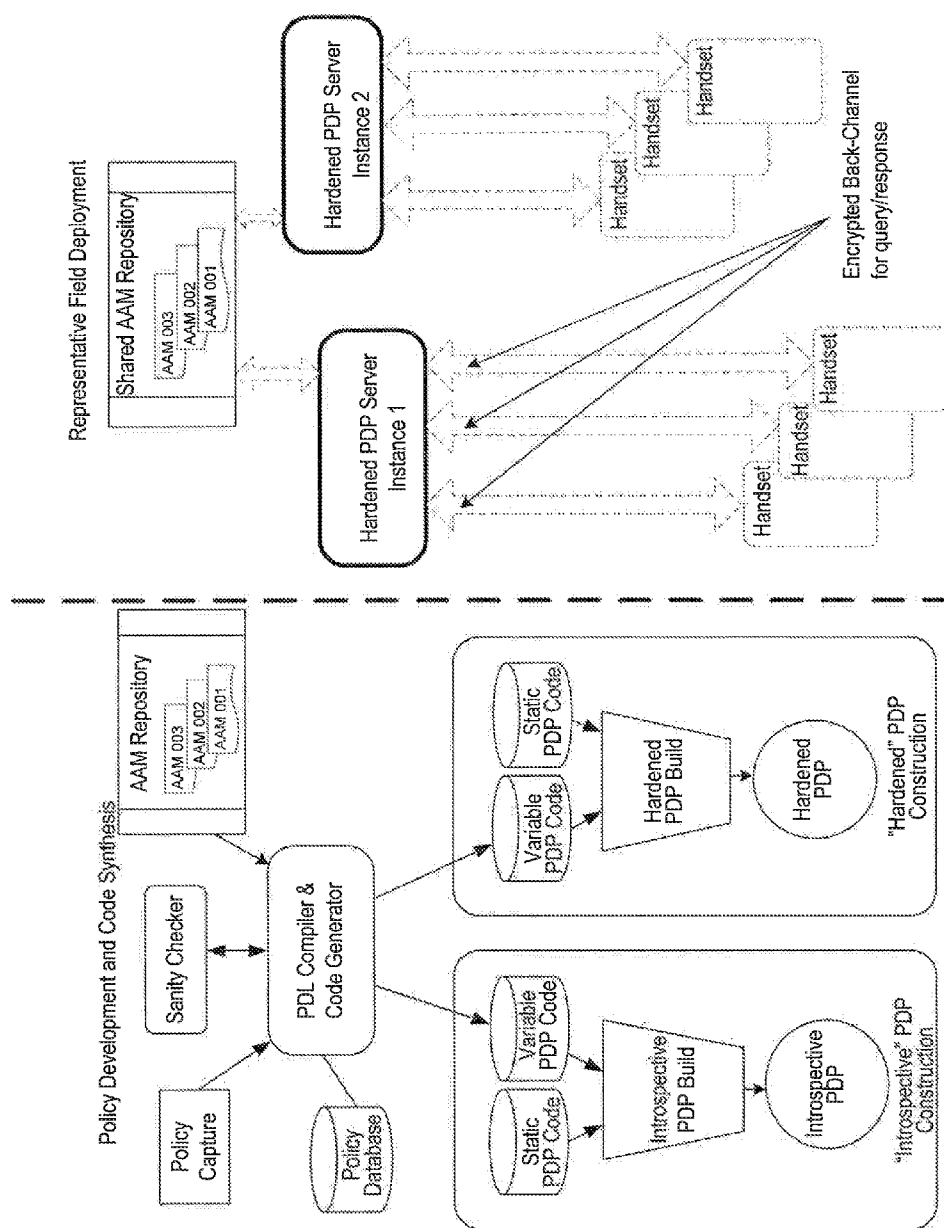 Policy Development and Code Synthesis
Policy
Capture
Sanity Checker
AAM Repository
AAM 003
AAM 002
AAM 001
PDL Compiler &
Code Generator
Policy
Database
Static
PDP Code
Variable
PDP Code
Introspective
PDP Build
Introspective
PDP
"Introspective" PDP
Construction
Variable
PDP Code
Static
PDP Code
Hardened
PDP Build
Hardened
PDP
"Hardened" PDP
Construction
Representative Field Deployment
Shared AAM Repository
AAM 003
AAM 002
AAM 001
Hardened PDP Server
Instance 1
Hardened PDP Server
Instance 2
Handset
Handset
Handset
Handset
Handset
Handset
Encrypted Back-Channel
for query/response